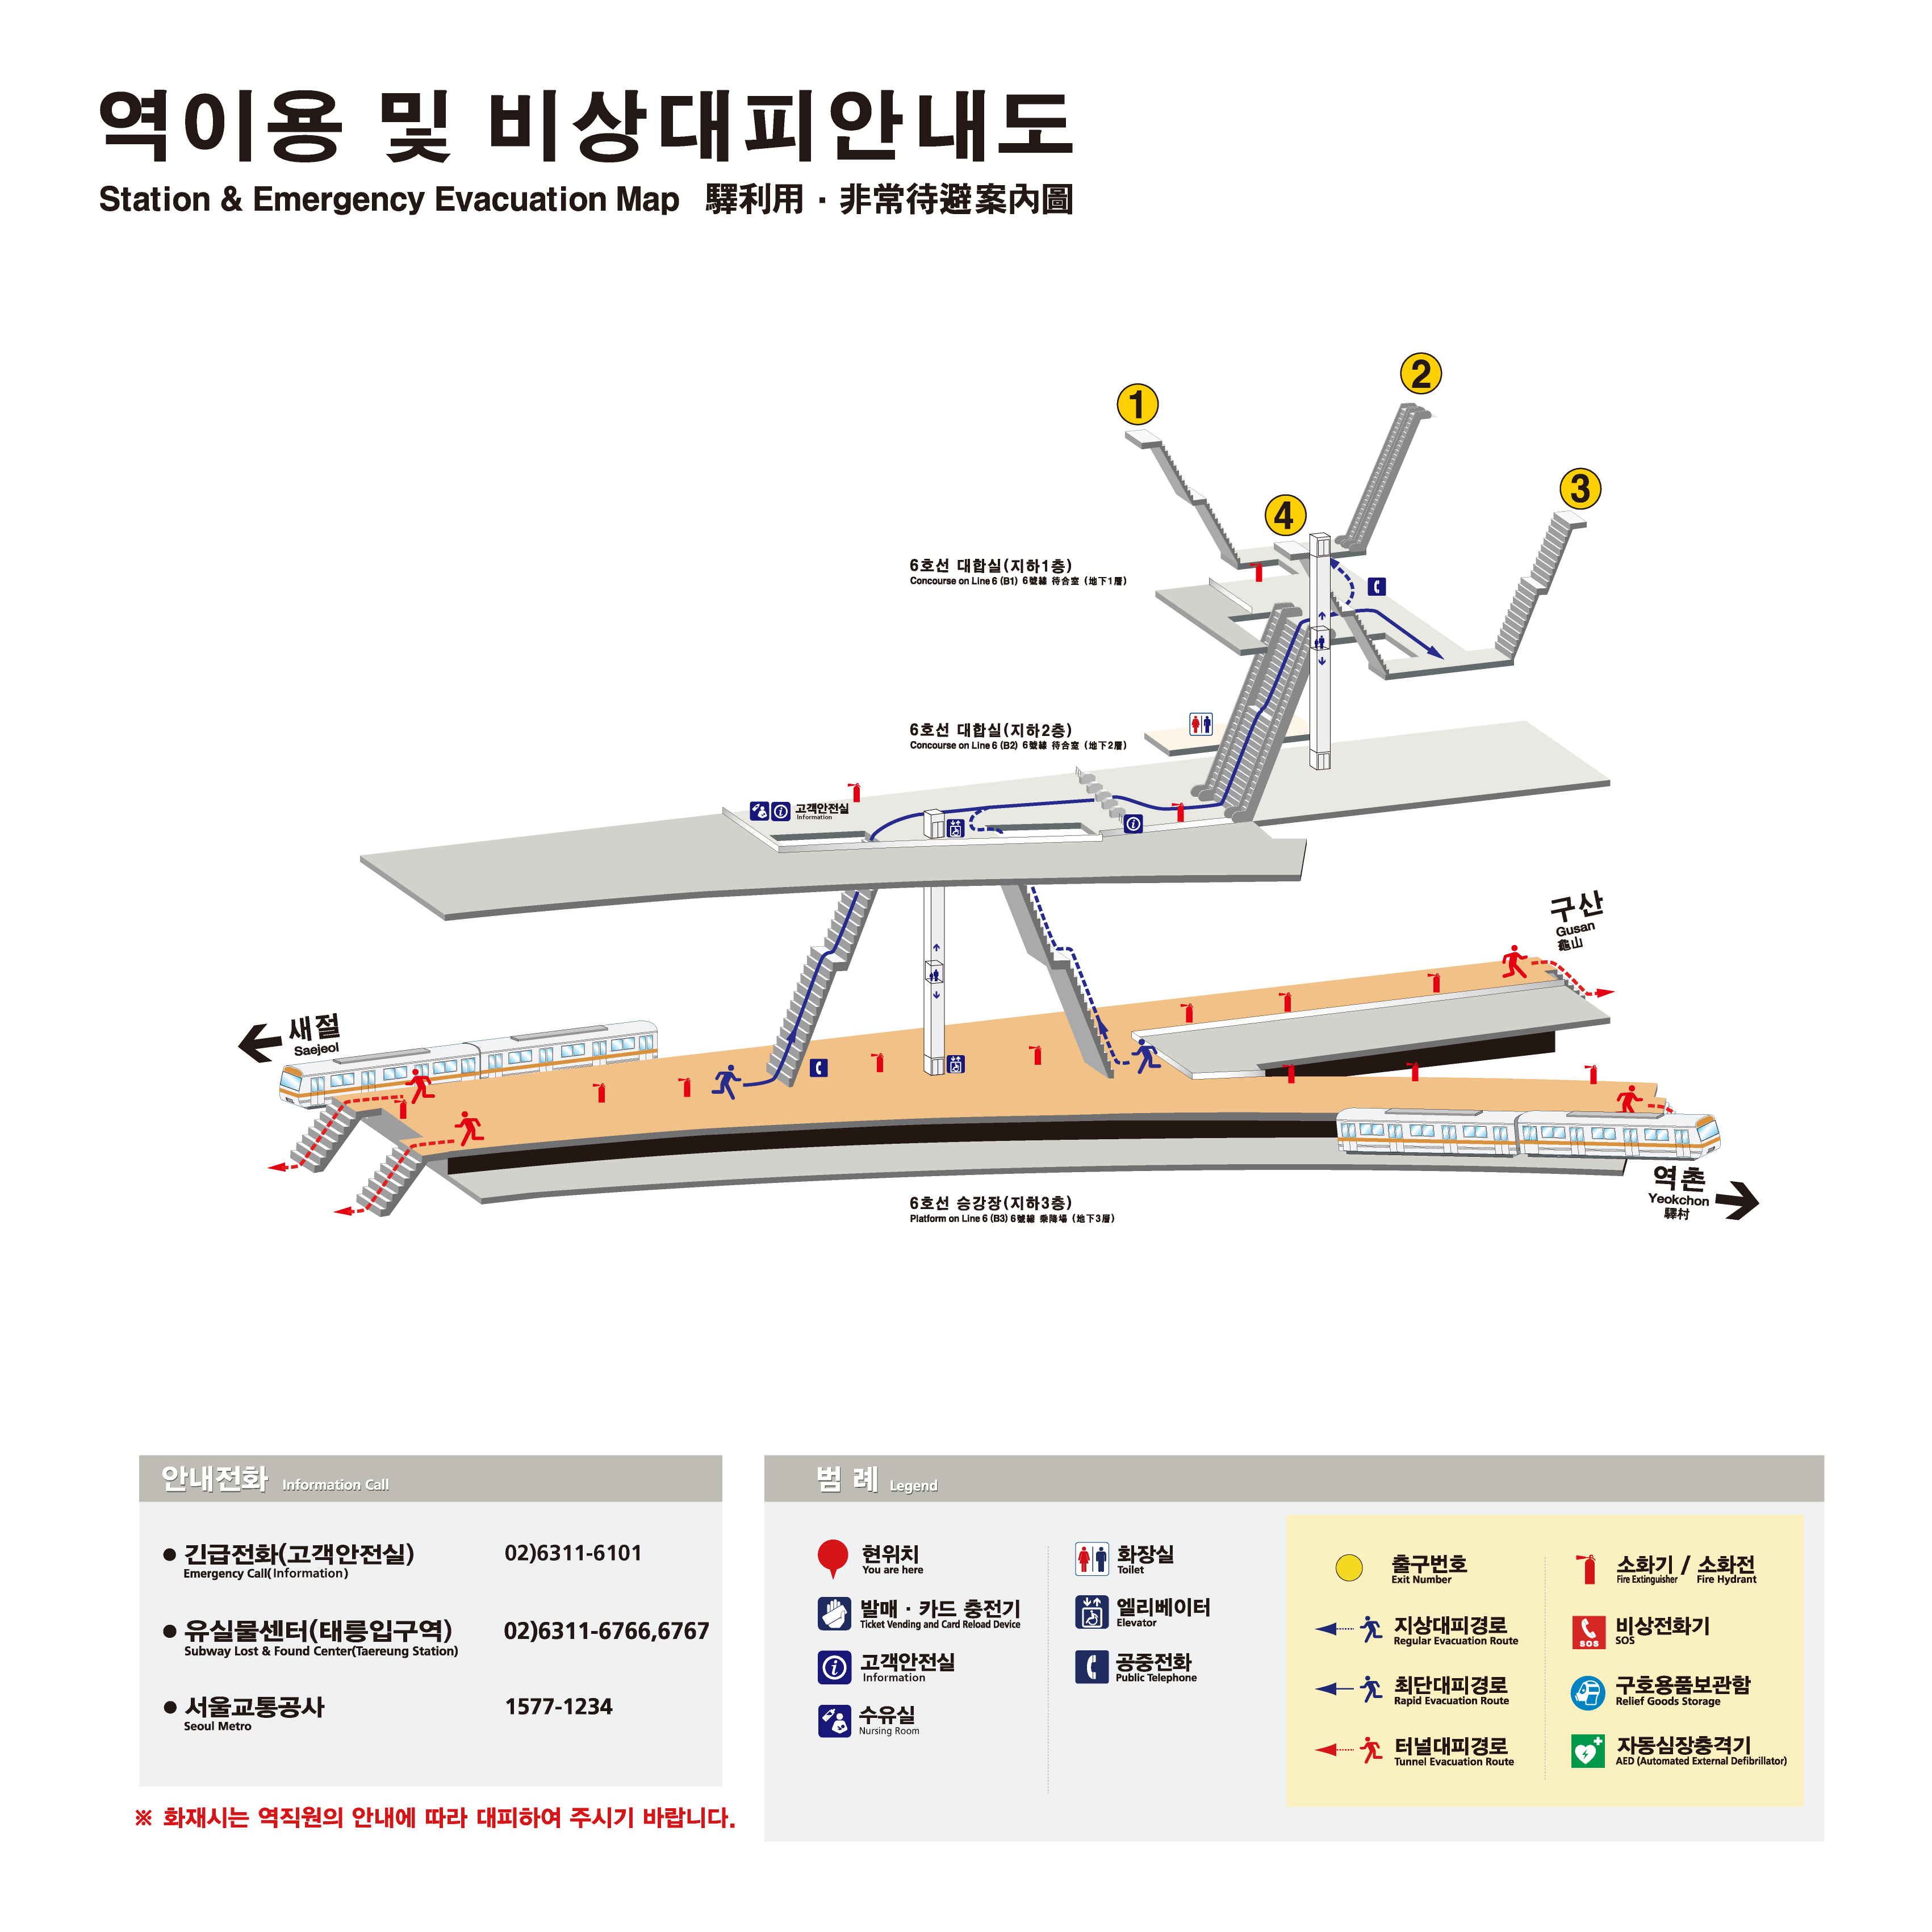 역이용 및 비상대피안내도
Station & Emergency Evacuation Map 驛利用 · 非常待避案內圖
1
2
3
4
6호선 대합실(지하1층)
Concourse on Line 6 (B1) 6號線 待合室 (地下1層)
6호선 대합실(지하2층)
Concourse on Line 6 (B2) 6號線 待合室 (地下2層)
고객안전실
Information
구산
Gusan
龜山
새절
Saejeol
역촌
Yeokchon
驛村
6호선 승강장(지하3층)
Platform on Line 6 (B3) 6號線 乘降場 (地下3層)
안내전화 Information Call
● 긴급전화(고객안전실) 02)6311-6101
Emergency Call(Information)
● 유실물센터(태릉입구역) 02)6311-6766,6767
Subway Lost & Found Center(Taereung Station)
● 서울교통공사 1577-1234
Seoul Metro
※ 화재시는 역직원의 안내에 따라 대피하여 주시기 바랍니다.
범 례 Legend
현위치
You are here
발매 · 카드 충전기
Ticket Vending and Card Reload Device
고객안전실
Information
수유실
Nursing Room
화장실
Toilet
엘리베이터
Elevator
공중전화
Public Telephone
출구번호
Exit Number
지상대피경로
Regular Evacuation Route
최단대피경로
Rapid Evacuation Route
터널대피경로
Tunnel Evacuation Route
소화기 / 소화전
Fire Extinguisher Fire Hydrant
SOS
비상전화기
SOS
구호용품보관함
Relief Goods Storage
자동심장충격기
AED (Automated External Defibrillator)